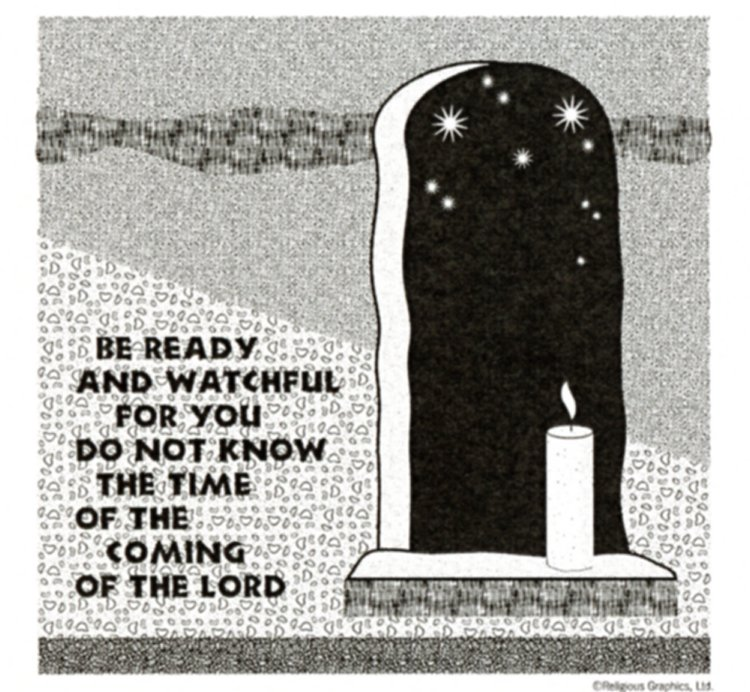 BE READY
AND WATCHFUL
FOR YOU
DO NOT KNOW
THE TIME
OF THE
COMING
OF THE LORD
©Religious Graphics, Ltd.